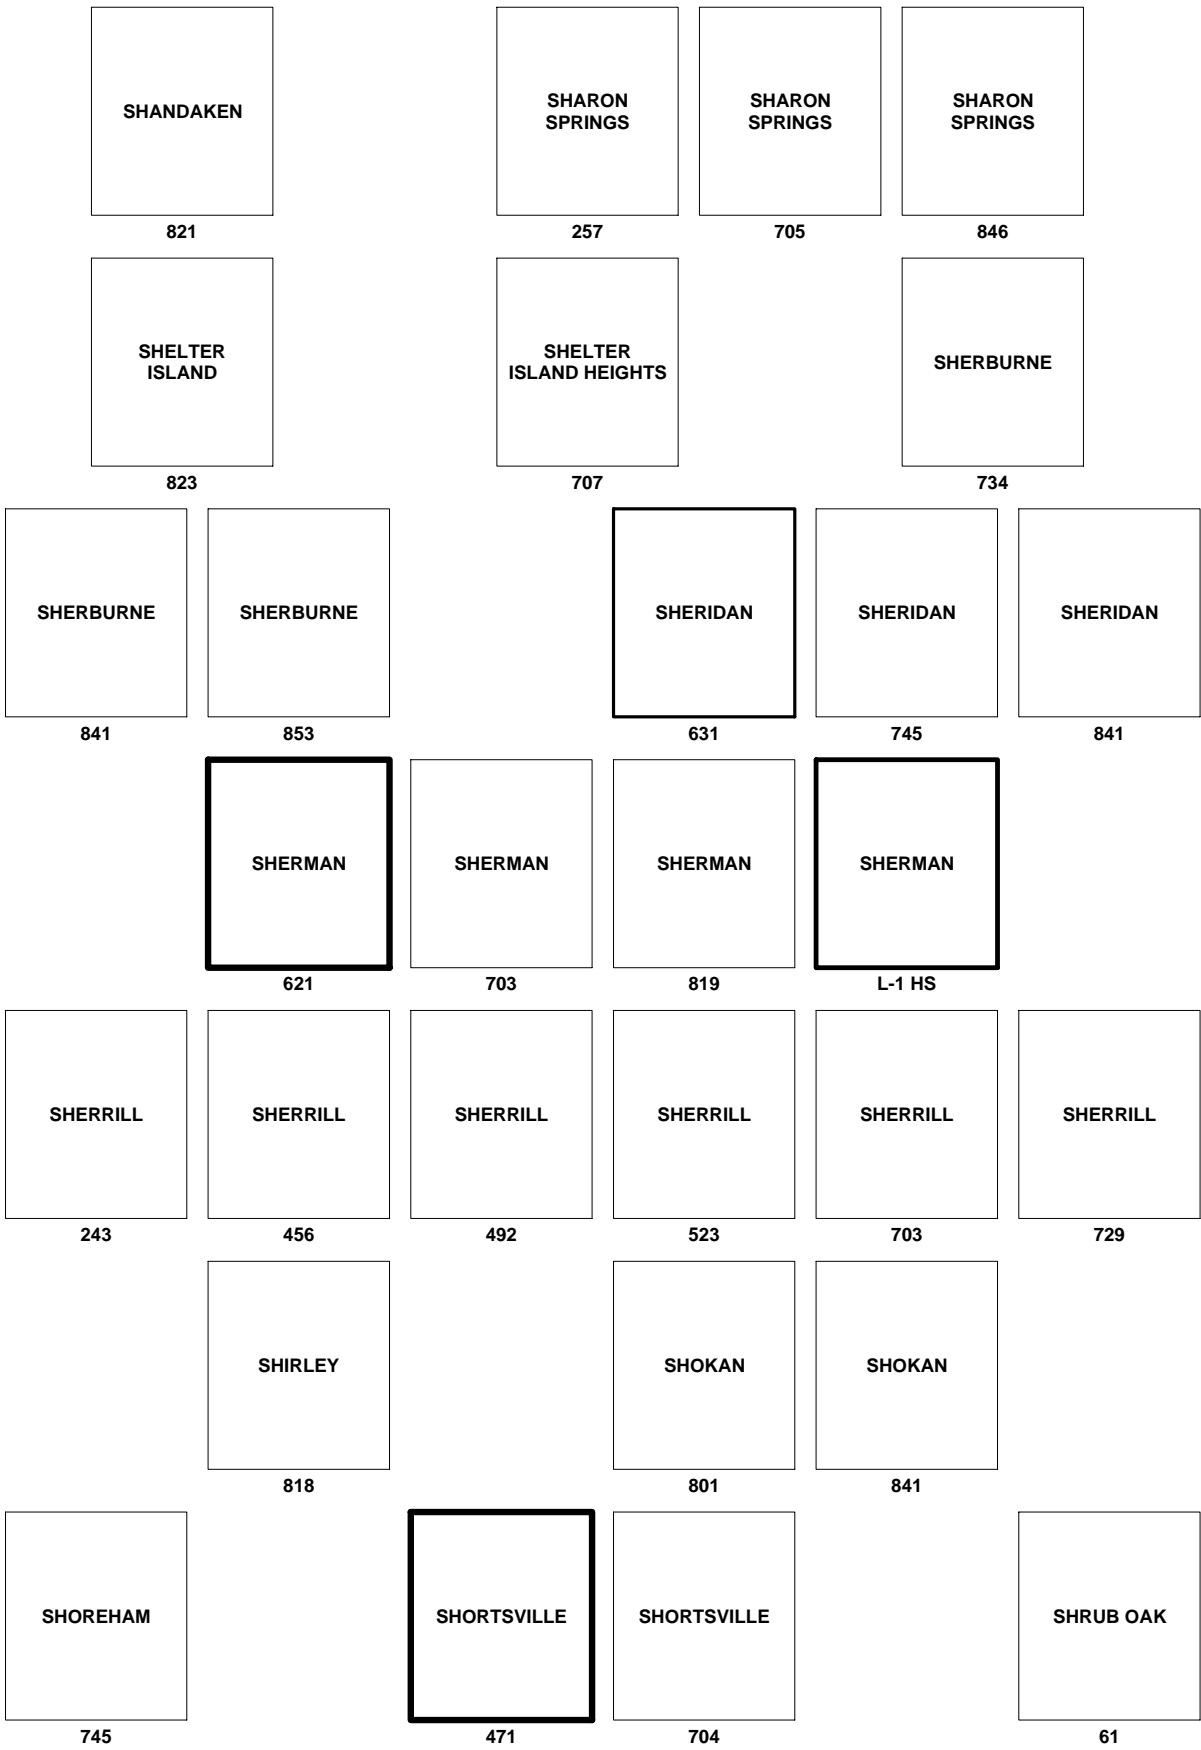 SHANDAKEN
821
SHARON
SPRINGS
257
SHARON
SPRINGS
705
SHARON
SPRINGS
846
SHELTER
ISLAND
823
SHELTER
ISLAND HEIGHTS
707
SHERBURNE
734
SHERBURNE
841
SHERBURNE
853
SHERIDAN
631
SHERIDAN
745
SHERIDAN
841
SHERMAN
621
SHERMAN
703
SHERMAN
819
SHERMAN
L-1 HS
SHERRILL
243
SHERRILL
456
SHERRILL
492
SHERRILL
523
SHERRILL
703
SHERRILL
729
SHIRLEY
818
SHOKAN
801
SHOKAN
841
SHOREHAM
745
SHORTSVILLE
471
SHORTSVILLE
704
SHRUB OAK
61